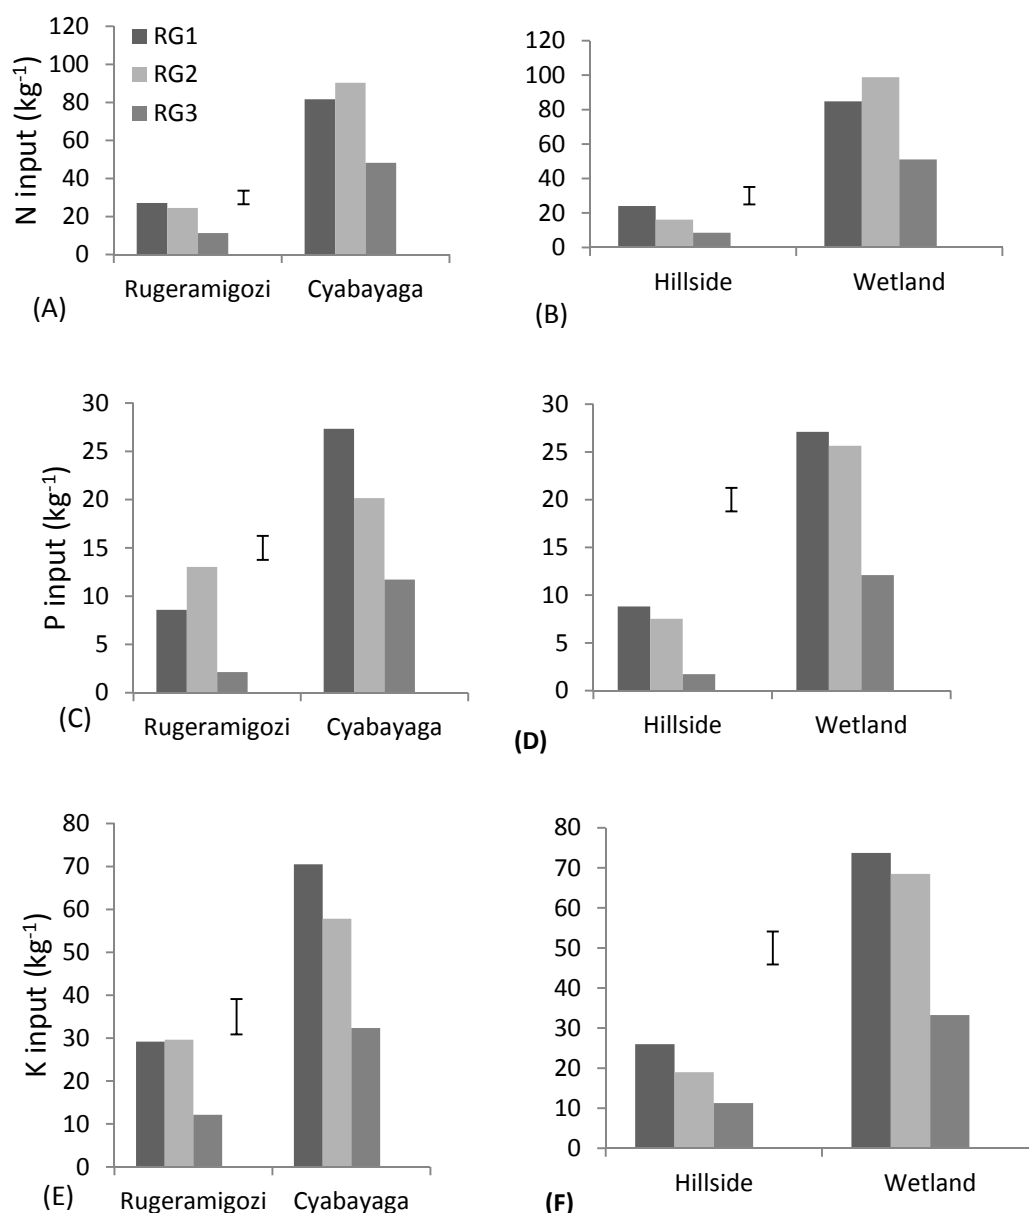 N input (kg⁻¹)
120
100
80
60
40
20
0
RG1
RG2
RG3
Rugeramigozi Cyabayaga
(A)
120
100
80
60
40
20
0
Hillside Wetland
(B)
P input (kg⁻¹)
30
25
20
15
10
5
0
Rugeramigozi Cyabayaga
(C)
30
25
20
15
10
5
0
Hillside Wetland
(D)
K input (kg⁻¹)
80
70
60
50
40
30
20
10
0
Rugeramigozi Cyabayaga
(E)
80
70
60
50
40
30
20
10
0
Hillside Wetland
(F)